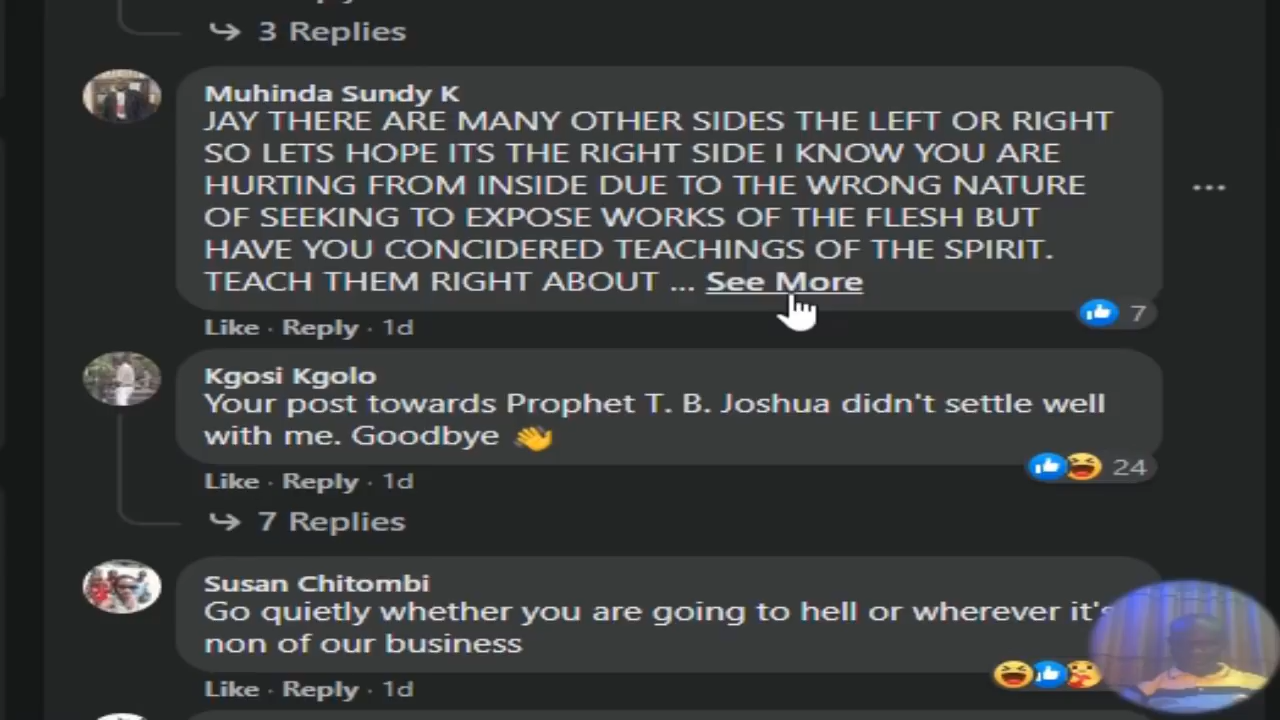 3 Replies
Muhinda Sundy K
JAY THERE ARE MANY OTHER SIDES THE LEFT OR RIGHT
SO LETS HOPE ITS THE RIGHT SIDE I KNOW YOU ARE
HURTING FROM INSIDE DUE TO THE WRONG NATURE
OF SEEKING TO EXPOSE WORKS OF THE FLESH BUT
HAVE YOU CONCIDERED TEACHINGS OF THE SPIRIT.
TEACH THEM RIGHT ABOUT ... See More
Like · Reply · 1d
7
Kgosi Kgolo
Your post towards Prophet T. B. Joshua didn't settle well
with me. Goodbye 👋
24
Like · Reply · 1d
7 Replies
Susan Chitombi
Go quietly whether you are going to hell or wherever it's
non of our business
Like · Reply · 1d